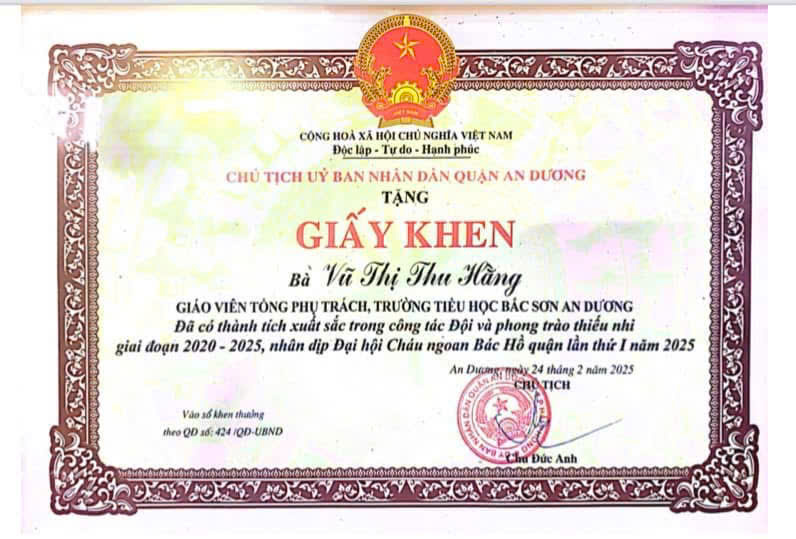 VIỆT NAM
CỘNG HOÀ XÃ HỘI CHỦ NGHĨA VIỆT NAM
Độc lập - Tự do - Hạnh phúc
CHỦ TỊCH UỶ BAN NHÂN DÂN QUẬN AN DƯƠNG
TẶNG
GIẤY KHEN
Bà Vũ Thị Thu Hằng
GIÁO VIÊN TỔNG PHỤ TRÁCH, TRƯỜNG TIỂU HỌC BẮC SƠN AN DƯƠNG
Đã có thành tích xuất sắc trong công tác Đội và phong trào thiếu nhi
giai đoạn 2020 - 2025, nhân dịp Đại hội Cháu ngoan Bác Hồ quận lần thứ I năm 2025
An Dương, ngày 24 tháng 2 năm 2025
CHỦ TỊCH
Vào sổ khen thưởng
theo QĐ số: 424 /QĐ-UBND
Chu Đức Anh